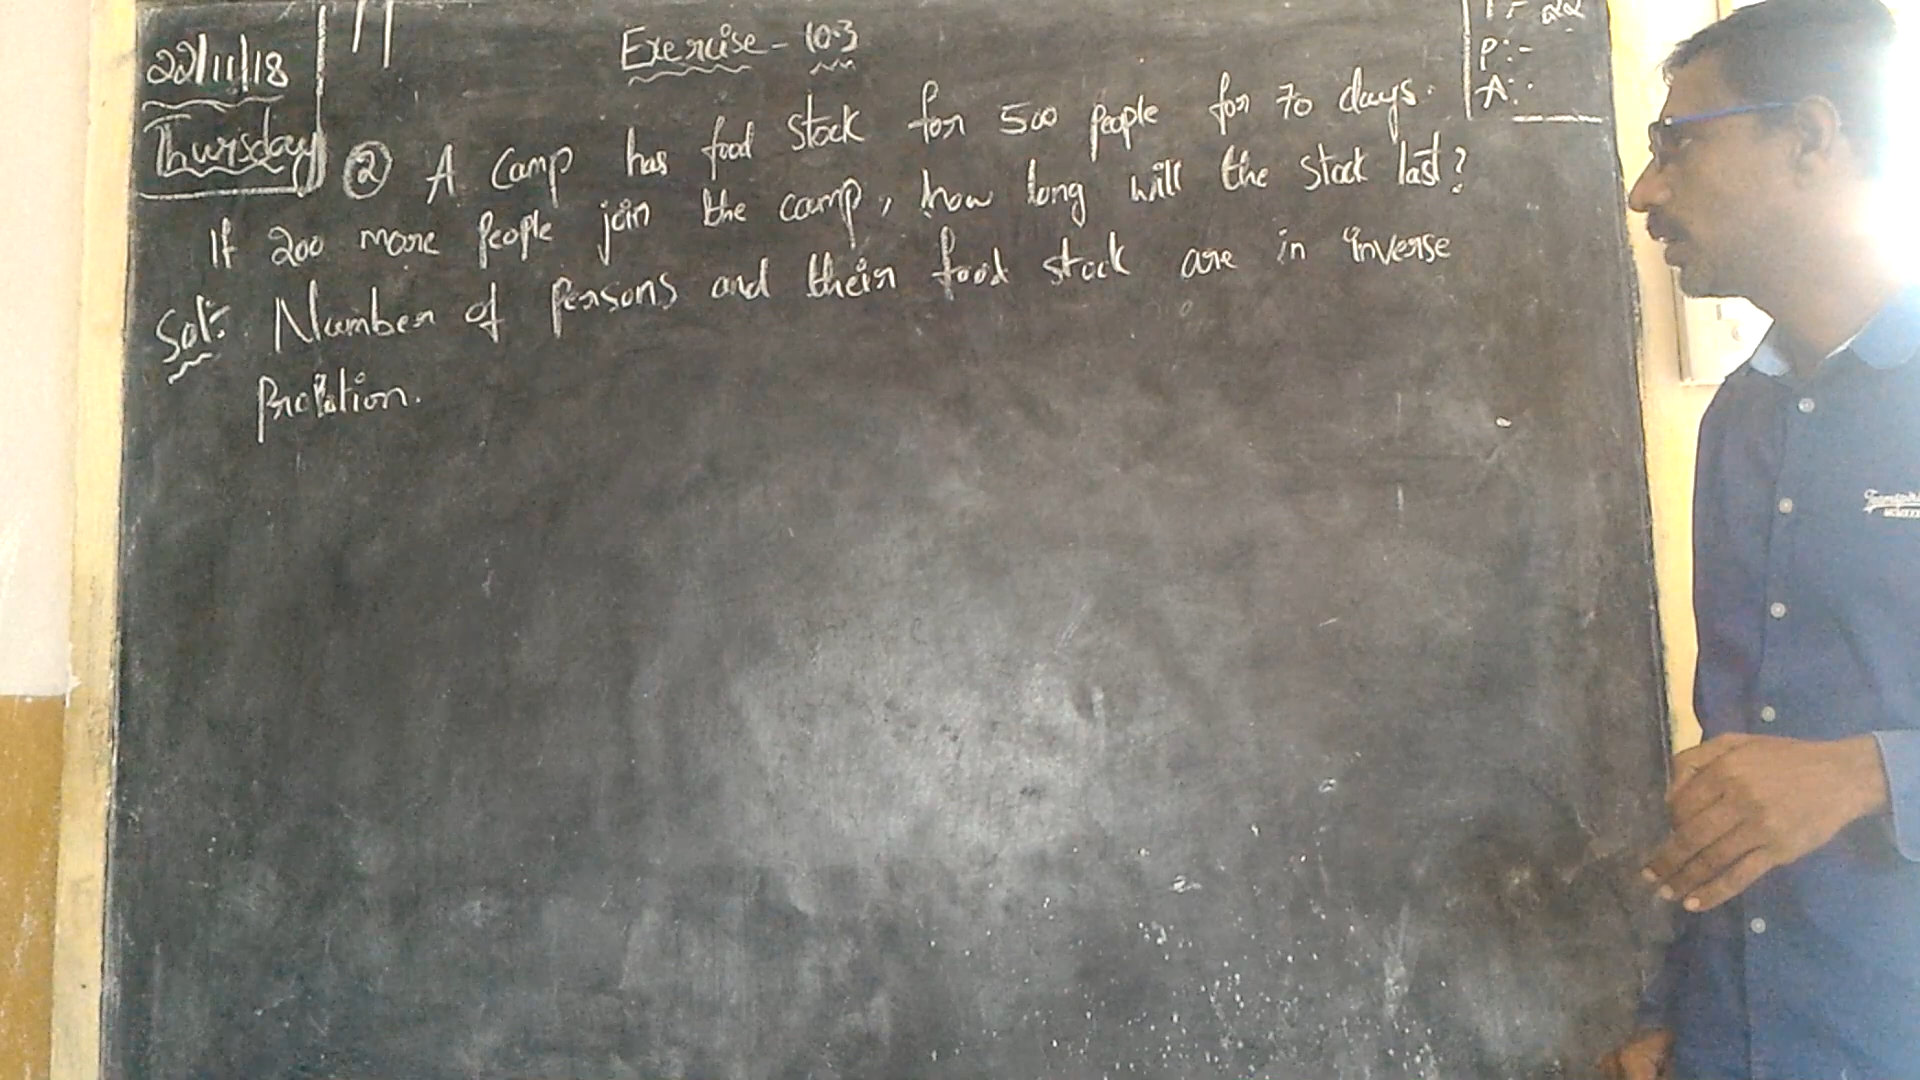 22/11/18
Thursday
Exercise - 10.3
P:-
A:-
② A camp has food stock for 500 people for 70 days.
If 200 more people join the camp, how long will the stock last?
Sol:- Number of persons and their food stock are in inverse